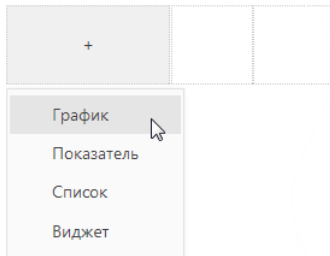 +
График
Показатель
Список
Виджет